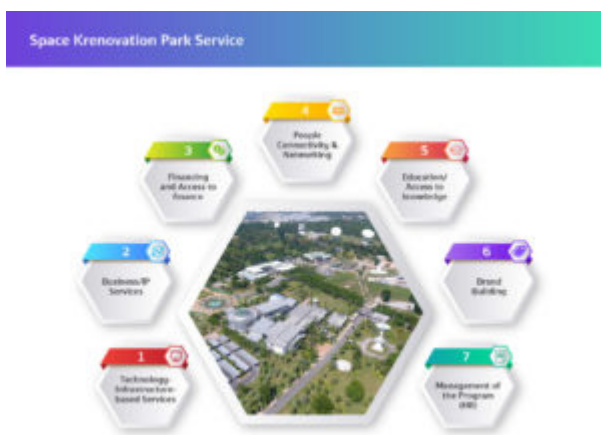 Space Krenovation Park Service
1
Technology-
Infrastructure-
based Services
2
Business/IP
Services
3
Financing
and Access to
finance
4
People
Connectivity &
Networking
5
Education/
Access to
knowledge
6
Brand
Building
7
Management of
the Program
(HR)